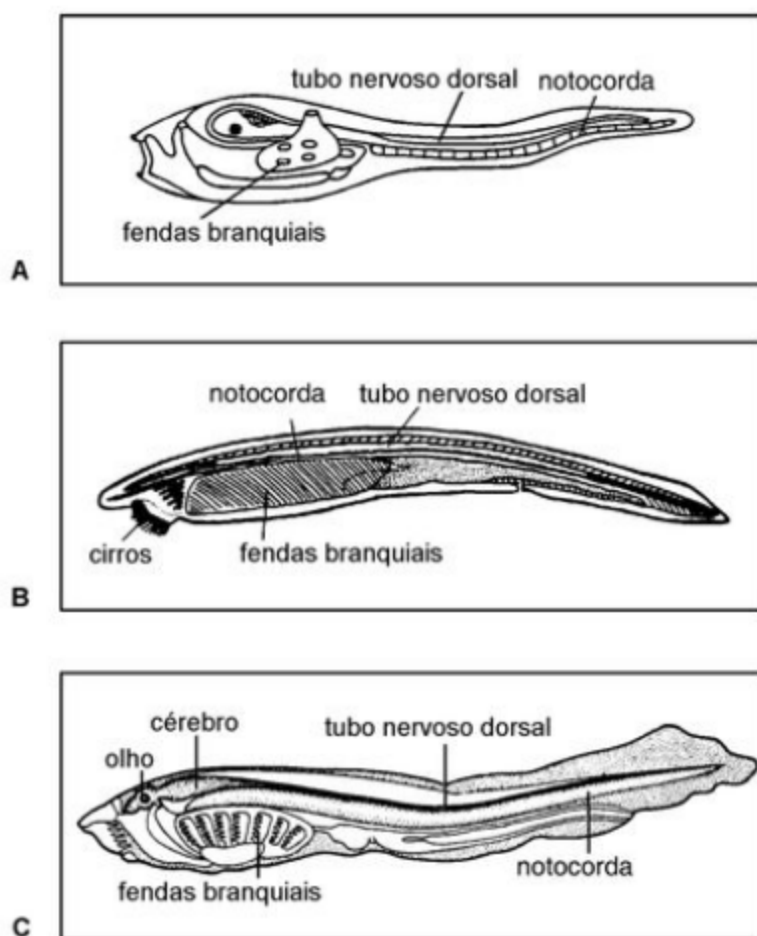 tubo nervoso dorsal notocorda
fendas branquiais
A
notocorda tubo nervoso dorsal
cirros fendas branquiais
B
cérebro tubo nervoso dorsal
olho
fendas branquiais notocorda
C